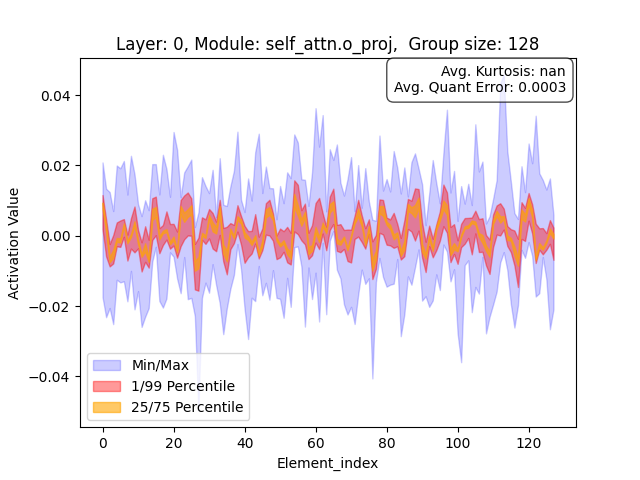 Layer: 0, Module: self_attn.o_proj,  Group size: 128
Avg. Kurtosis: nan
Avg. Quant Error: 0.0003
Activation Value
0.04
0.02
0.00
−0.02
−0.04
Min/Max
1/99 Percentile
25/75 Percentile
0 20 40 60 80 100 120
Element_index